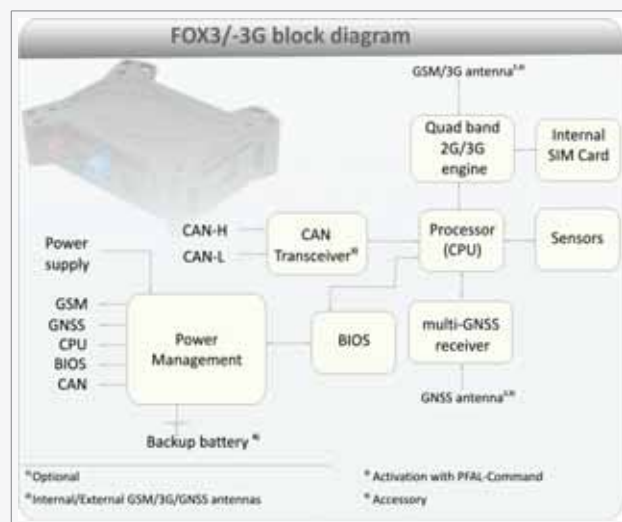 FOX3/-3G block diagram
GSM/3G antenna
Quad band
2G/3G
engine
Internal
SIM Card
CAN-H
CAN-L
CAN
Transceiver
Processor
(CPU)
Sensors
Power
supply
GSM
GNSS
CPU
BIOS
CAN
Power
Management
BIOS
multi-GNSS
receiver
GNSS antenna
Backup battery
Optional
Internal/External GSM/3G/GNSS antennas
Activation with PFAL-Command
Accessory